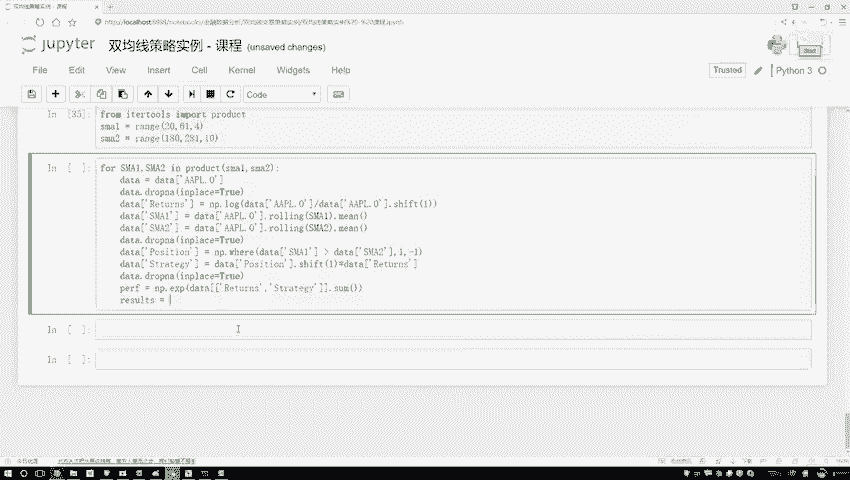 双均线策略实例 - 课程
jupyter 双均线策略实例 - 课程 (unsaved changes)
File Edit View Insert Cell Kernel Widgets Help
Trusted Python 3
Code
In [35]: from itertools import product
sma1 = range(20,61,4)
sma2 = range(180,281,10)
In [ ]: for SMA1,SMA2 in product(sma1,sma2):
data = data['AAPL.O']
data.dropna(inplace=True)
data['Returns'] = np.log(data['AAPL.O']/data['AAPL.O'].shift(1))
data['SMA1'] = data['AAPL.O'].rolling(SMA1).mean()
data['SMA2'] = data['AAPL.O'].rolling(SMA2).mean()
data.dropna(inplace=True)
data['Position'] = np.where(data['SMA1'] > data['SMA2'],1,-1)
data['Strategy'] = data['Position'].shift(1)*data['Returns']
data.dropna(inplace=True)
perf = np.exp(data[['Returns','Strategy']].sum())
results =
In [ ]:
In [ ]: